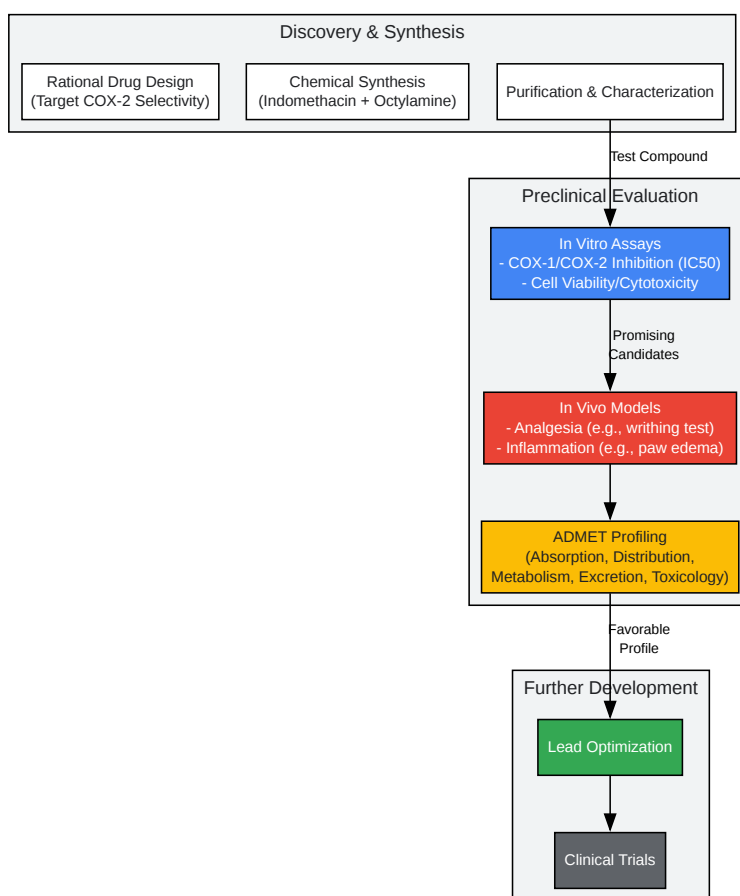 Discovery & Synthesis
Rational Drug Design
(Target COX-2 Selectivity)
Chemical Synthesis
(Indomethacin + Octylamine)
Purification & Characterization
Test Compound
Preclinical Evaluation
In Vitro Assays
- COX-1/COX-2 Inhibition (IC50)
- Cell Viability/Cytotoxicity
Promising
Candidates
In Vivo Models
- Analgesia (e.g., writhing test)
- Inflammation (e.g., paw edema)
ADMET Profiling
(Absorption, Distribution,
Metabolism, Excretion, Toxicology)
Favorable
Profile
Further Development
Lead Optimization
Clinical Trials